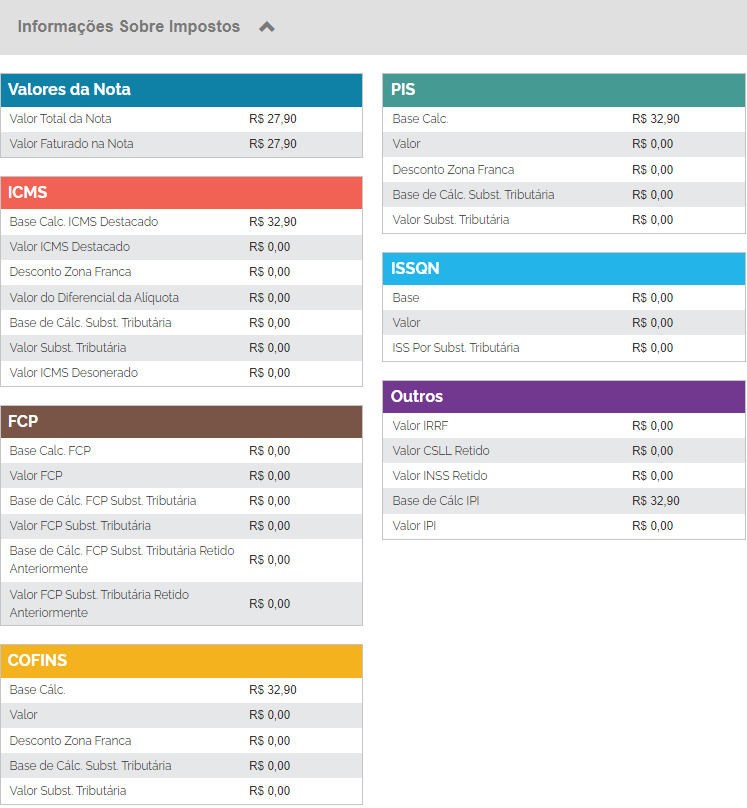 Informações Sobre Impostos
Valores da Nota
Valor Total da Nota R$ 27,90
Valor Faturado na Nota R$ 27,90
ICMS
Base Calc. ICMS Destacado R$ 32,90
Valor ICMS Destacado R$ 0,00
Desconto Zona Franca R$ 0,00
Valor do Diferencial da Alíquota R$ 0,00
Base de Cálc. Subst. Tributária R$ 0,00
Valor Subst. Tributária R$ 0,00
Valor ICMS Desonerado R$ 0,00
FCP
Base Calc. FCP R$ 0,00
Valor FCP R$ 0,00
Base de Cálc. FCP Subst. Tributária R$ 0,00
Valor FCP Subst. Tributária R$ 0,00
Base de Cálc. FCP Subst. Tributária Retido
Anteriormente R$ 0,00
Valor FCP Subst. Tributária Retido
Anteriormente R$ 0,00
COFINS
Base Cálc. R$ 32,90
Valor R$ 0,00
Desconto Zona Franca R$ 0,00
Base de Cálc. Subst. Tributária R$ 0,00
Valor Subst. Tributária R$ 0,00
PIS
Base Calc. R$ 32,90
Valor R$ 0,00
Desconto Zona Franca R$ 0,00
Base de Cálc. Subst. Tributária R$ 0,00
Valor Subst. Tributária R$ 0,00
ISSQN
Base R$ 0,00
Valor R$ 0,00
ISS Por Subst. Tributária R$ 0,00
Outros
Valor IRRF R$ 0,00
Valor CSLL Retido R$ 0,00
Valor INSS Retido R$ 0,00
Base de Cálc IPI R$ 32,90
Valor IPI R$ 0,00